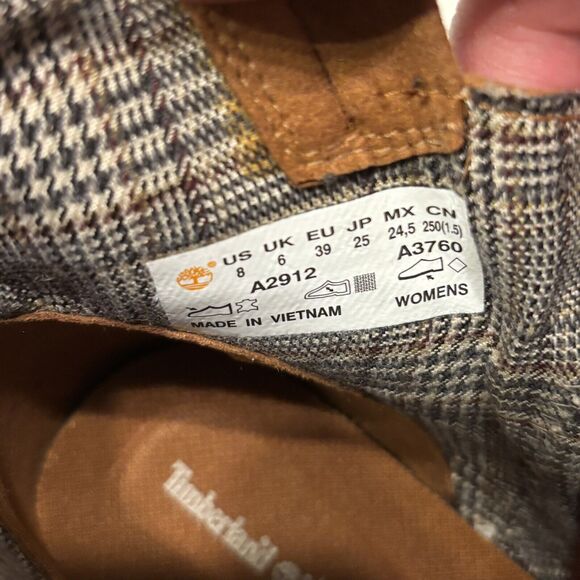 US UK EU JP MX CN
8 6 39 25 24,5 250(1.5)
A2912 A3760
WOMENS
MADE IN VIETNAM
Timberland